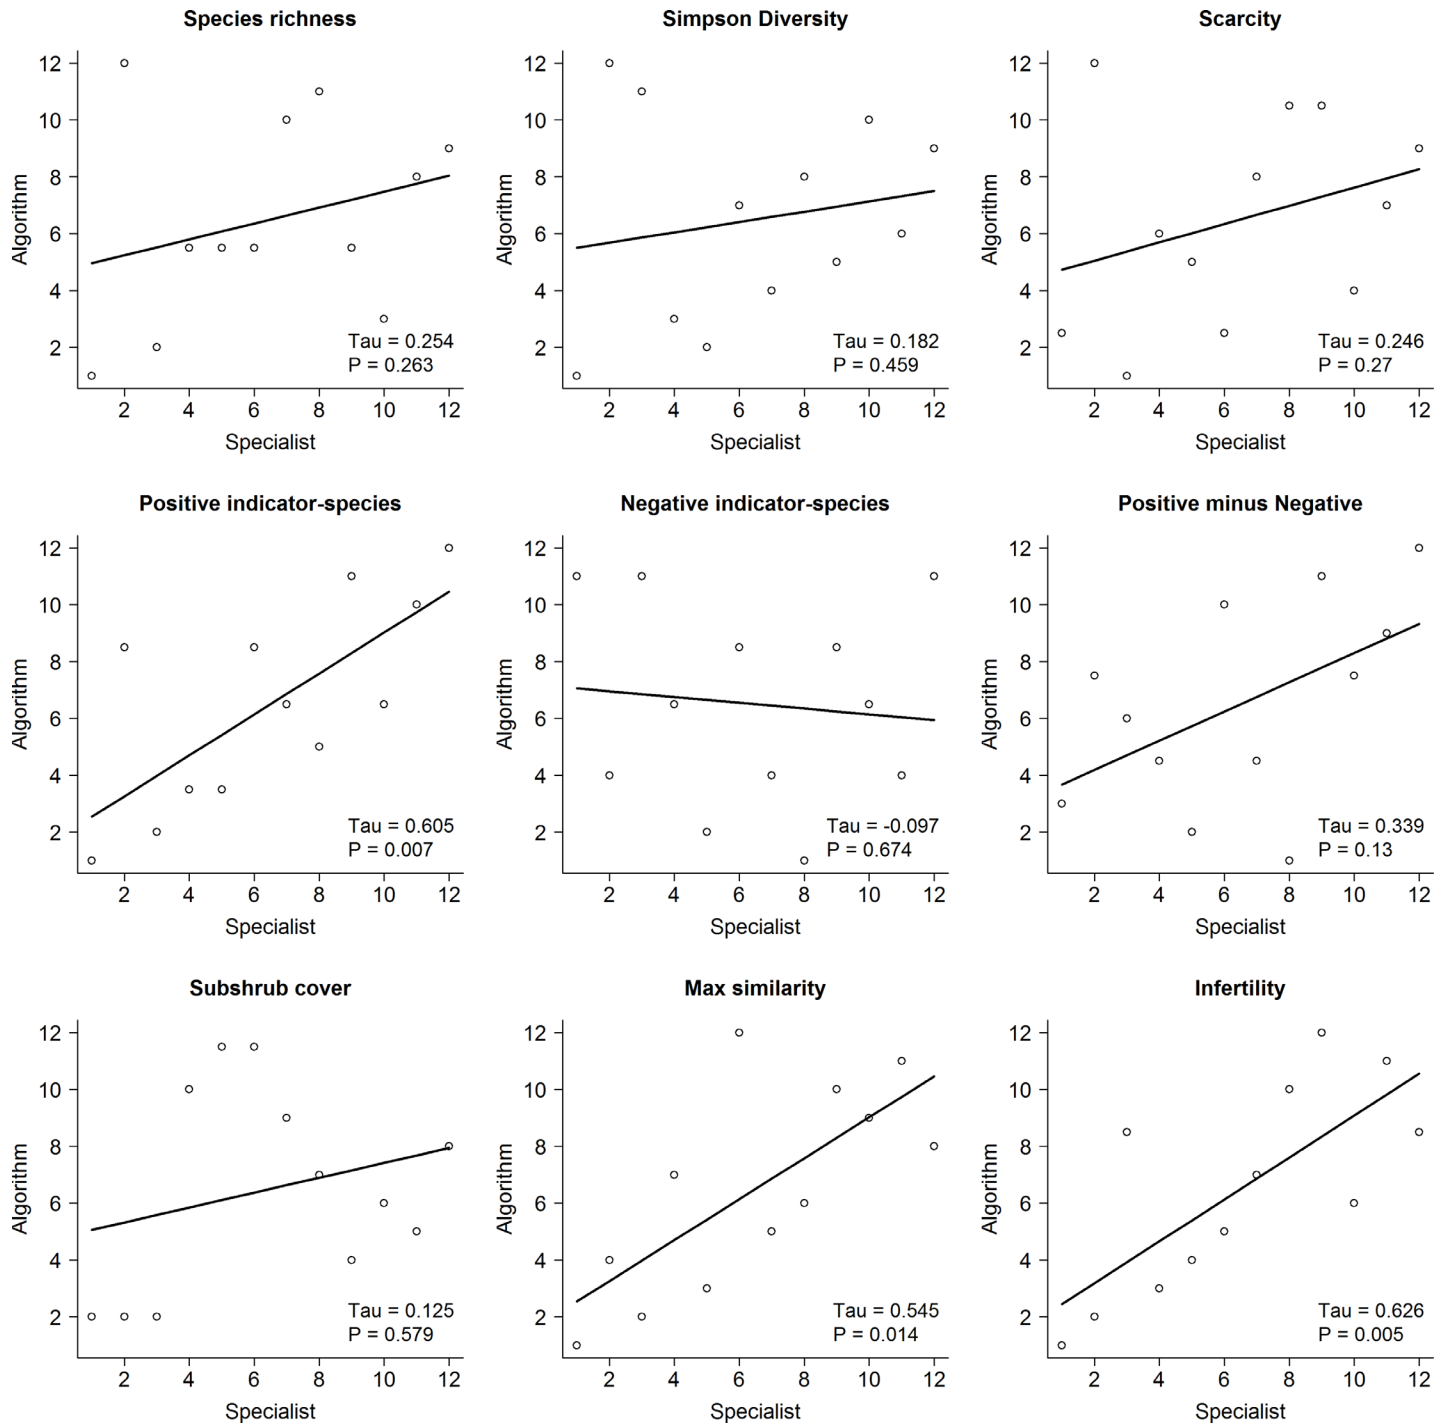 Species richness
Simpson Diversity
Scarcity
12
10
8
6
4
2
Algorithm
Tau = 0.254
P = 0.263
2 4 6 8 10 12
Specialist
12
10
8
6
4
2
Algorithm
Tau = 0.182
P = 0.459
2 4 6 8 10 12
Specialist
12
10
8
6
4
2
Algorithm
Tau = 0.246
P = 0.27
2 4 6 8 10 12
Specialist
Positive indicator-species
Negative indicator-species
Positive minus Negative
12
10
8
6
4
2
Algorithm
Tau = 0.605
P = 0.007
2 4 6 8 10 12
Specialist
12
10
8
6
4
2
Algorithm
Tau = -0.097
P = 0.674
2 4 6 8 10 12
Specialist
12
10
8
6
4
2
Algorithm
Tau = 0.339
P = 0.13
2 4 6 8 10 12
Specialist
Subshrub cover
Max similarity
Infertility
12
10
8
6
4
2
Algorithm
Tau = 0.125
P = 0.579
2 4 6 8 10 12
Specialist
12
10
8
6
4
2
Algorithm
Tau = 0.545
P = 0.014
2 4 6 8 10 12
Specialist
12
10
8
6
4
2
Algorithm
Tau = 0.626
P = 0.005
2 4 6 8 10 12
Specialist